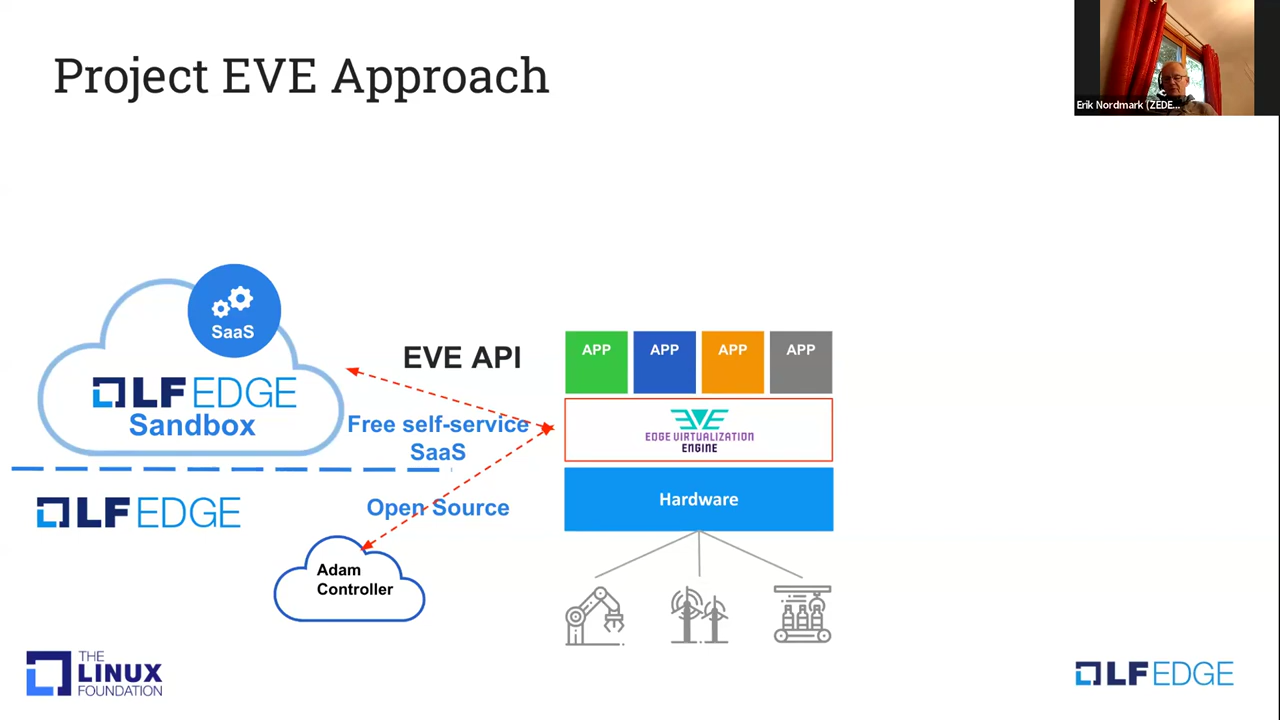 Project EVE Approach
Erik Nordmark (ZEDE...
SaaS
LF EDGE
Sandbox
EVE API
Free self-service
SaaS
APP
APP
APP
APP
EDGE VIRTUALIZATION
ENGINE
Hardware
LF EDGE
Open Source
Adam
Controller
THE
LINUX
FOUNDATION
LF EDGE